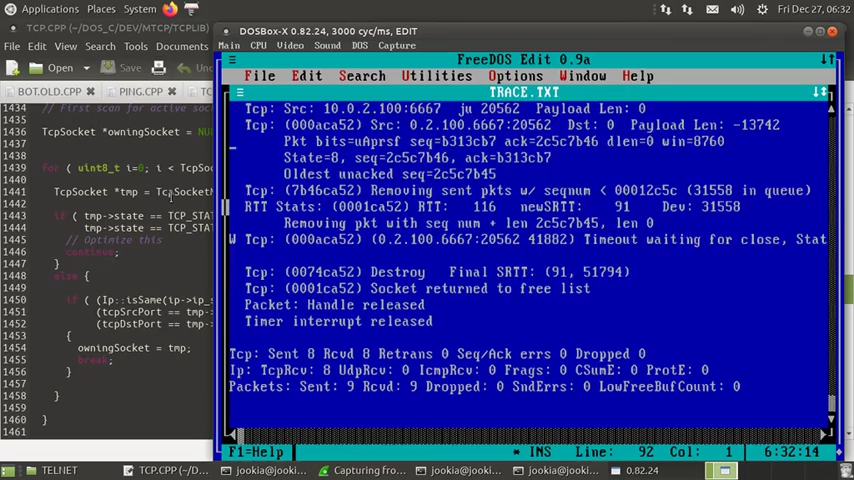 Applications Places System
Fri Dec 27, 06:32
TCP.CPP (~/DOS_C/DEV/MTCP/TCPLIB)
File Edit View Search Tools Documents
Open Save Un
BOT.OLD.CPP PING.CPP TC
1434 // First scan for active soc
1435
1436 TcpSocket *owningSocket = NU
1437
1438
1439 for ( uint8_t i=0; i < TcpSo
1440
1441 TcpSocket *tmp = TcpSocketM
1442
1443 if ( tmp->state == TCP_STAT
1444 tmp->state == TCP_STAT
1445 // Optimize this
1446 continue;
1447 }
1448 else {
1449
1450 if ( (Ip::isSame(ip->ip_s
1451 (tcpSrcPort == tmp-
1452 (tcpDstPort == tmp-
1453 {
1454 owningSocket = tmp;
1455 break;
1456 }
1457
1458 }
1459
1460 }
1461
DOSBox-X 0.82.24, 3000 cyc/ms, EDIT
Main CPU Video Sound DOS Capture
FreeDOS Edit 0.9a
File Edit Search Utilities Options Window Help
TRACE.TXT
Tcp: Src: 10.0.2.100:6667 ju 20562 Payload Len: 0
Tcp: (000aca52) Src: 0.2.100.6667:20562 Dst: 0 Payload Len: -13742
Pkt bits=uAprsf seq=b313cb7 ack=2c5c7b46 dlen=0 win=8760
State=8, seq=2c5c7b46, ack=b313cb7
Oldest unacked seq=2c5c7b45
Tcp: (7b46ca52) Removing sent pkts w/ seqnum < 00012c5c (31558 in queue)
RTT Stats: (0001ca52) RTT: 116 newSRTT: 91 Dev: 31558
Removing pkt with seq num + len 2c5c7b45, len 0
W Tcp: (000aca52) (0.2.100.6667:20562 41882) Timeout waiting for close, Stat
Tcp: (0074ca52) Destroy Final SRTT: (91, 51794)
Tcp: (0001ca52) Socket returned to free list
Packet: Handle released
Timer interrupt released
Tcp: Sent 8 Rcvd 8 Retrans 0 Seq/Ack errs 0 Dropped 0
Ip: TcpRcv: 8 UdpRcv: 0 IcmpRcv: 0 Frags: 0 CSumE: 0 ProtE: 0
Packets: Sent: 9 Rcvd: 9 Dropped: 0 SndErrs: 0 LowFreeBufCount: 0
F1=Help * INS Line: 92 Col: 1 6:32:14
TELNET TCP.CPP (~/DOS_... jookia@jooki... Capturing fro... jookia@jooki... jookia@jooki... 0.82.24